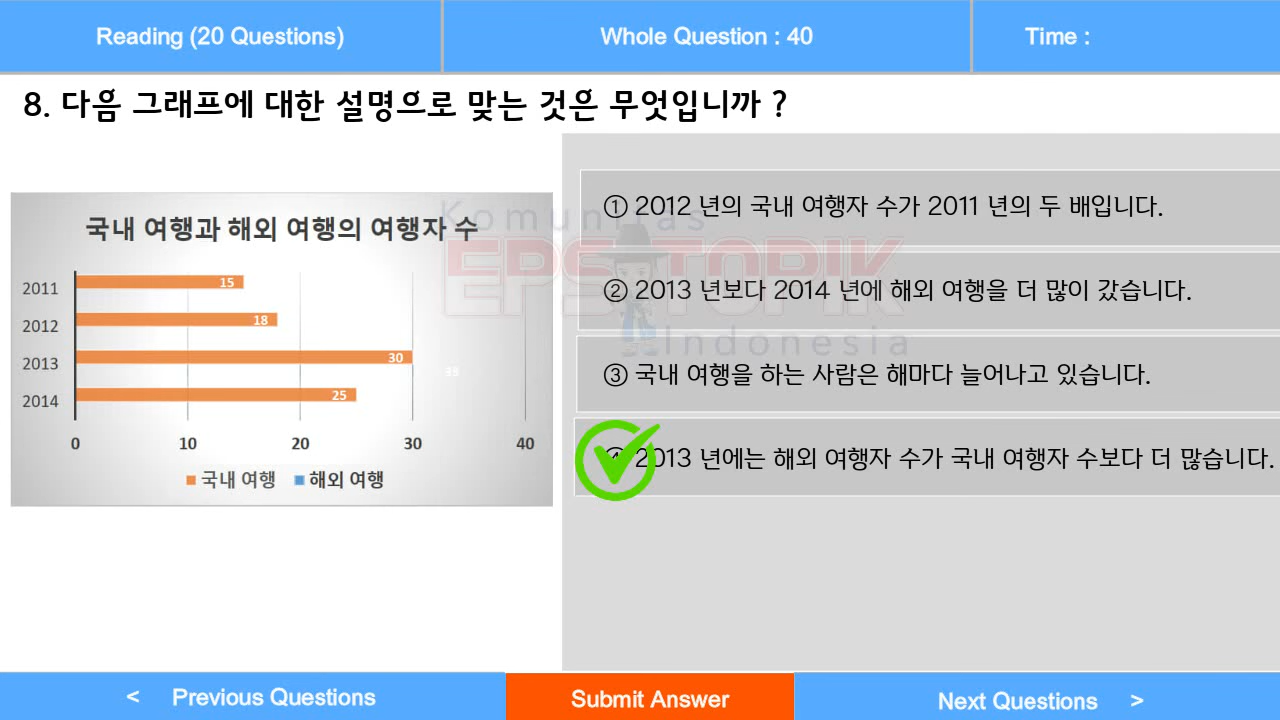 Reading (20 Questions)
Whole Question : 40
Time :
8. 다음 그래프에 대한 설명으로 맞는 것은 무엇입니까 ?
국내 여행과 해외 여행의 여행자 수
2011
15
2012
18
2013
30
33
2014
25
0 10 20 30 40
국내 여행 해외 여행
Komunitas
EPS TOPIK
Indonesia
① 2012 년의 국내 여행자 수가 2011 년의 두 배입니다.
② 2013 년보다 2014 년에 해외 여행을 더 많이 갔습니다.
③ 국내 여행을 하는 사람은 해마다 늘어나고 있습니다.
④ 2013 년에는 해외 여행자 수가 국내 여행자 수보다 더 많습니다.
< Previous Questions
Submit Answer
Next Questions >